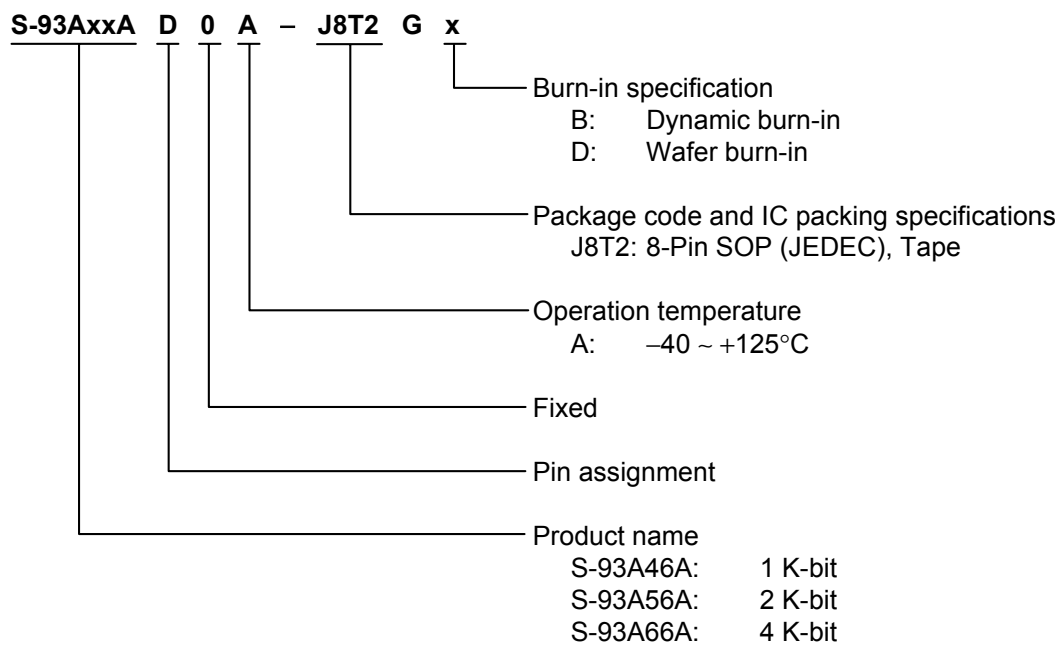 S-93AxxA D 0 A – J8T2 G x
Burn-in specification
B: Dynamic burn-in
D: Wafer burn-in
Package code and IC packing specifications
J8T2: 8-Pin SOP (JEDEC), Tape
Operation temperature
A: −40 ~ +125°C
Fixed
Pin assignment
Product name
S-93A46A: 1 K-bit
S-93A56A: 2 K-bit
S-93A66A: 4 K-bit